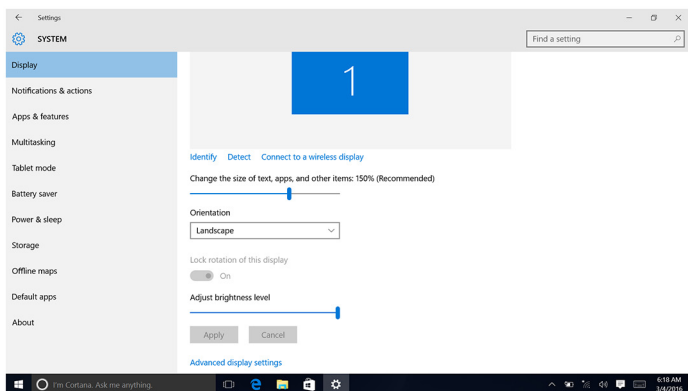 Settings
SYSTEM
Find a setting
Display
Notifications & actions
Apps & features
Multitasking
Tablet mode
Battery saver
Power & sleep
Storage
Offline maps
Default apps
About
1
Identify Detect Connect to a wireless display
Change the size of text, apps, and other items: 150% (Recommended)
Orientation
Landscape
Lock rotation of this display
On
Adjust brightness level
Apply Cancel
Advanced display settings
I'm Cortana. Ask me anything.
6:18 AM
3/4/2016